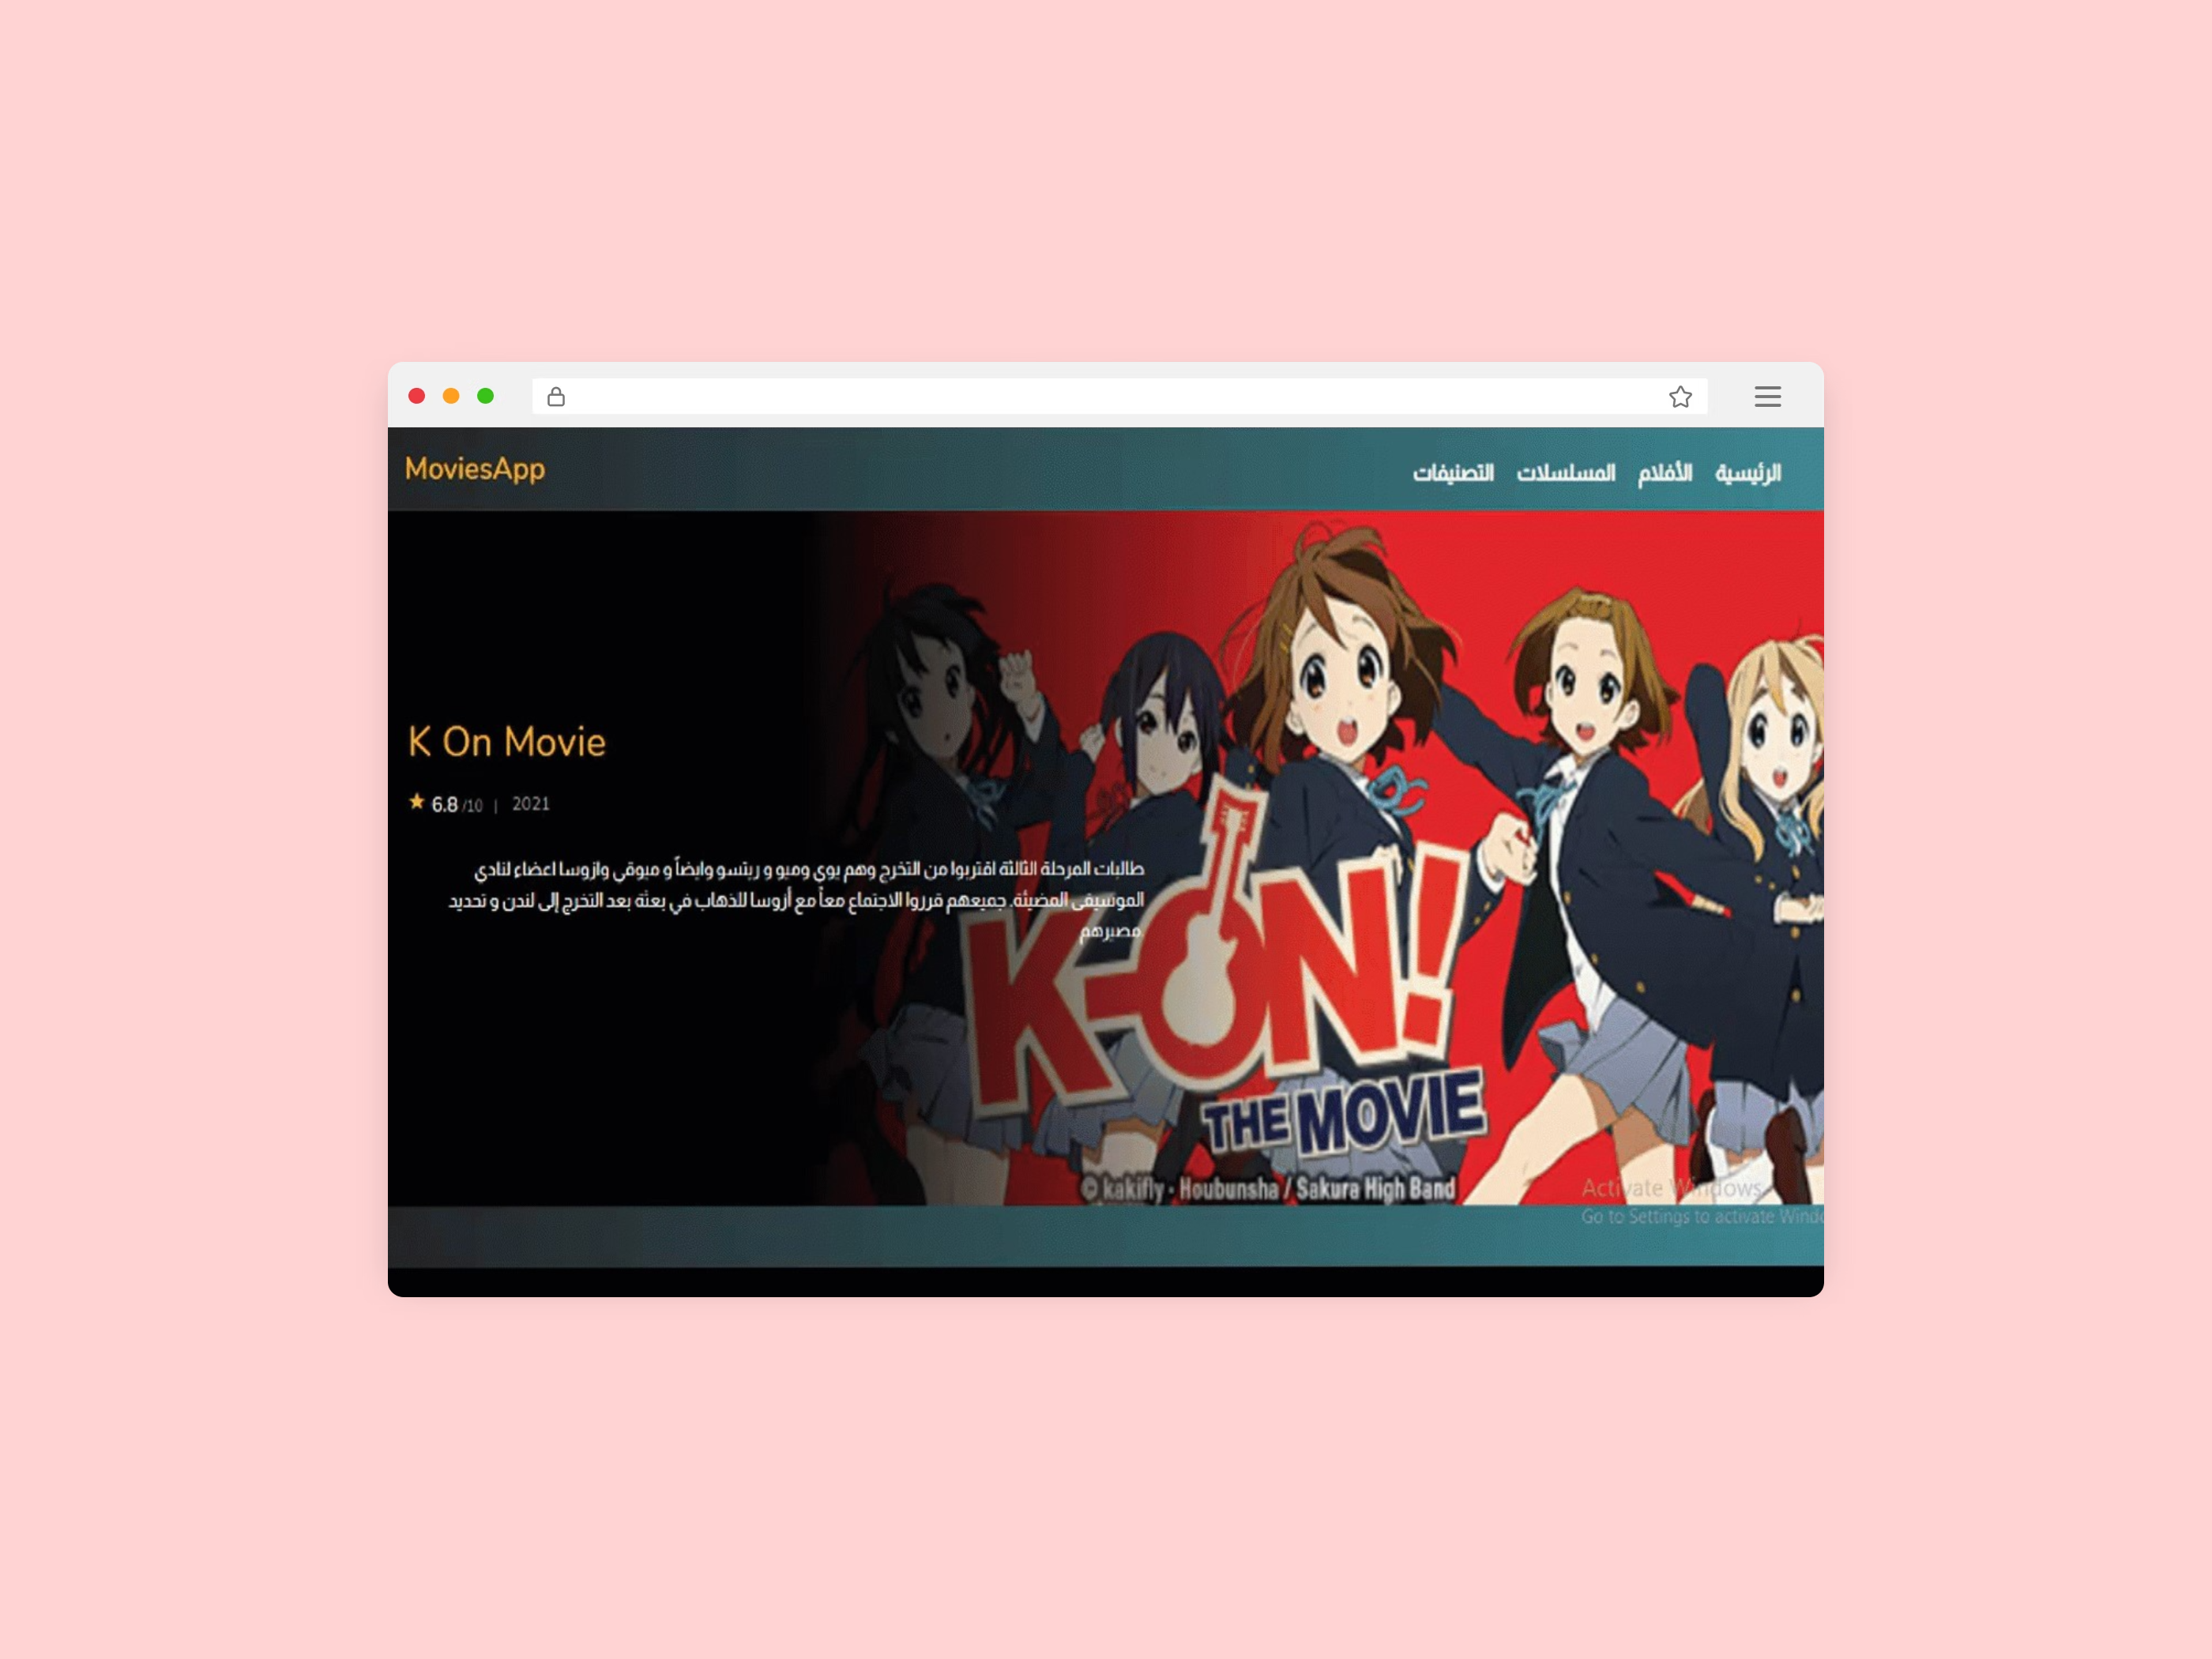 MoviesApp
الرئيسية الأفلام المسلسلات التصنيفات
K On Movie
6.8 /10 | 2021
طالبات المرحلة الثالثة اقتربوا من التخرج وهم يوي وميو و ريتسو وايضاً و ميوقي وازوسا اعضاء لنادي
الموسيقى المضيئة. جميعهم قرروا الاجتماع معاً مع أزوسا للذهاب في بعثة بعد التخرج إلى لندن و تحديد
.مصيرهم
K-ON!
THE MOVIE
© kakifly • Houbunsha / Sakura High Band
Activate Windows
Go to Settings to activate Windo